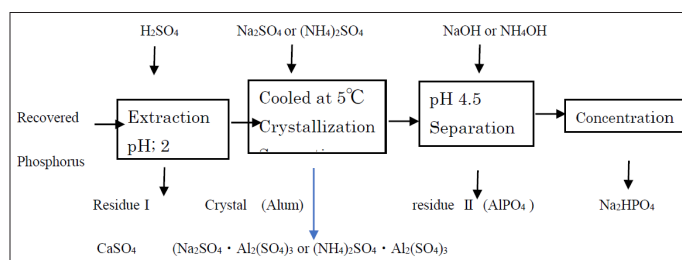 H₂SO₄ Na₂SO₄ or (NH₄)₂SO₄ NaOH or NH₄OH
Recovered
Phosphorus
Extraction
pH; 2
Cooled at 5℃
Crystallization
pH 4.5
Separation
Concentration
Residue I Crystal (Alum) residue Ⅱ (AlPO₄) Na₂HPO₄
CaSO₄ (Na₂SO₄・Al₂(SO₄)₃ or (NH₄)₂SO₄・Al₂(SO₄)₃